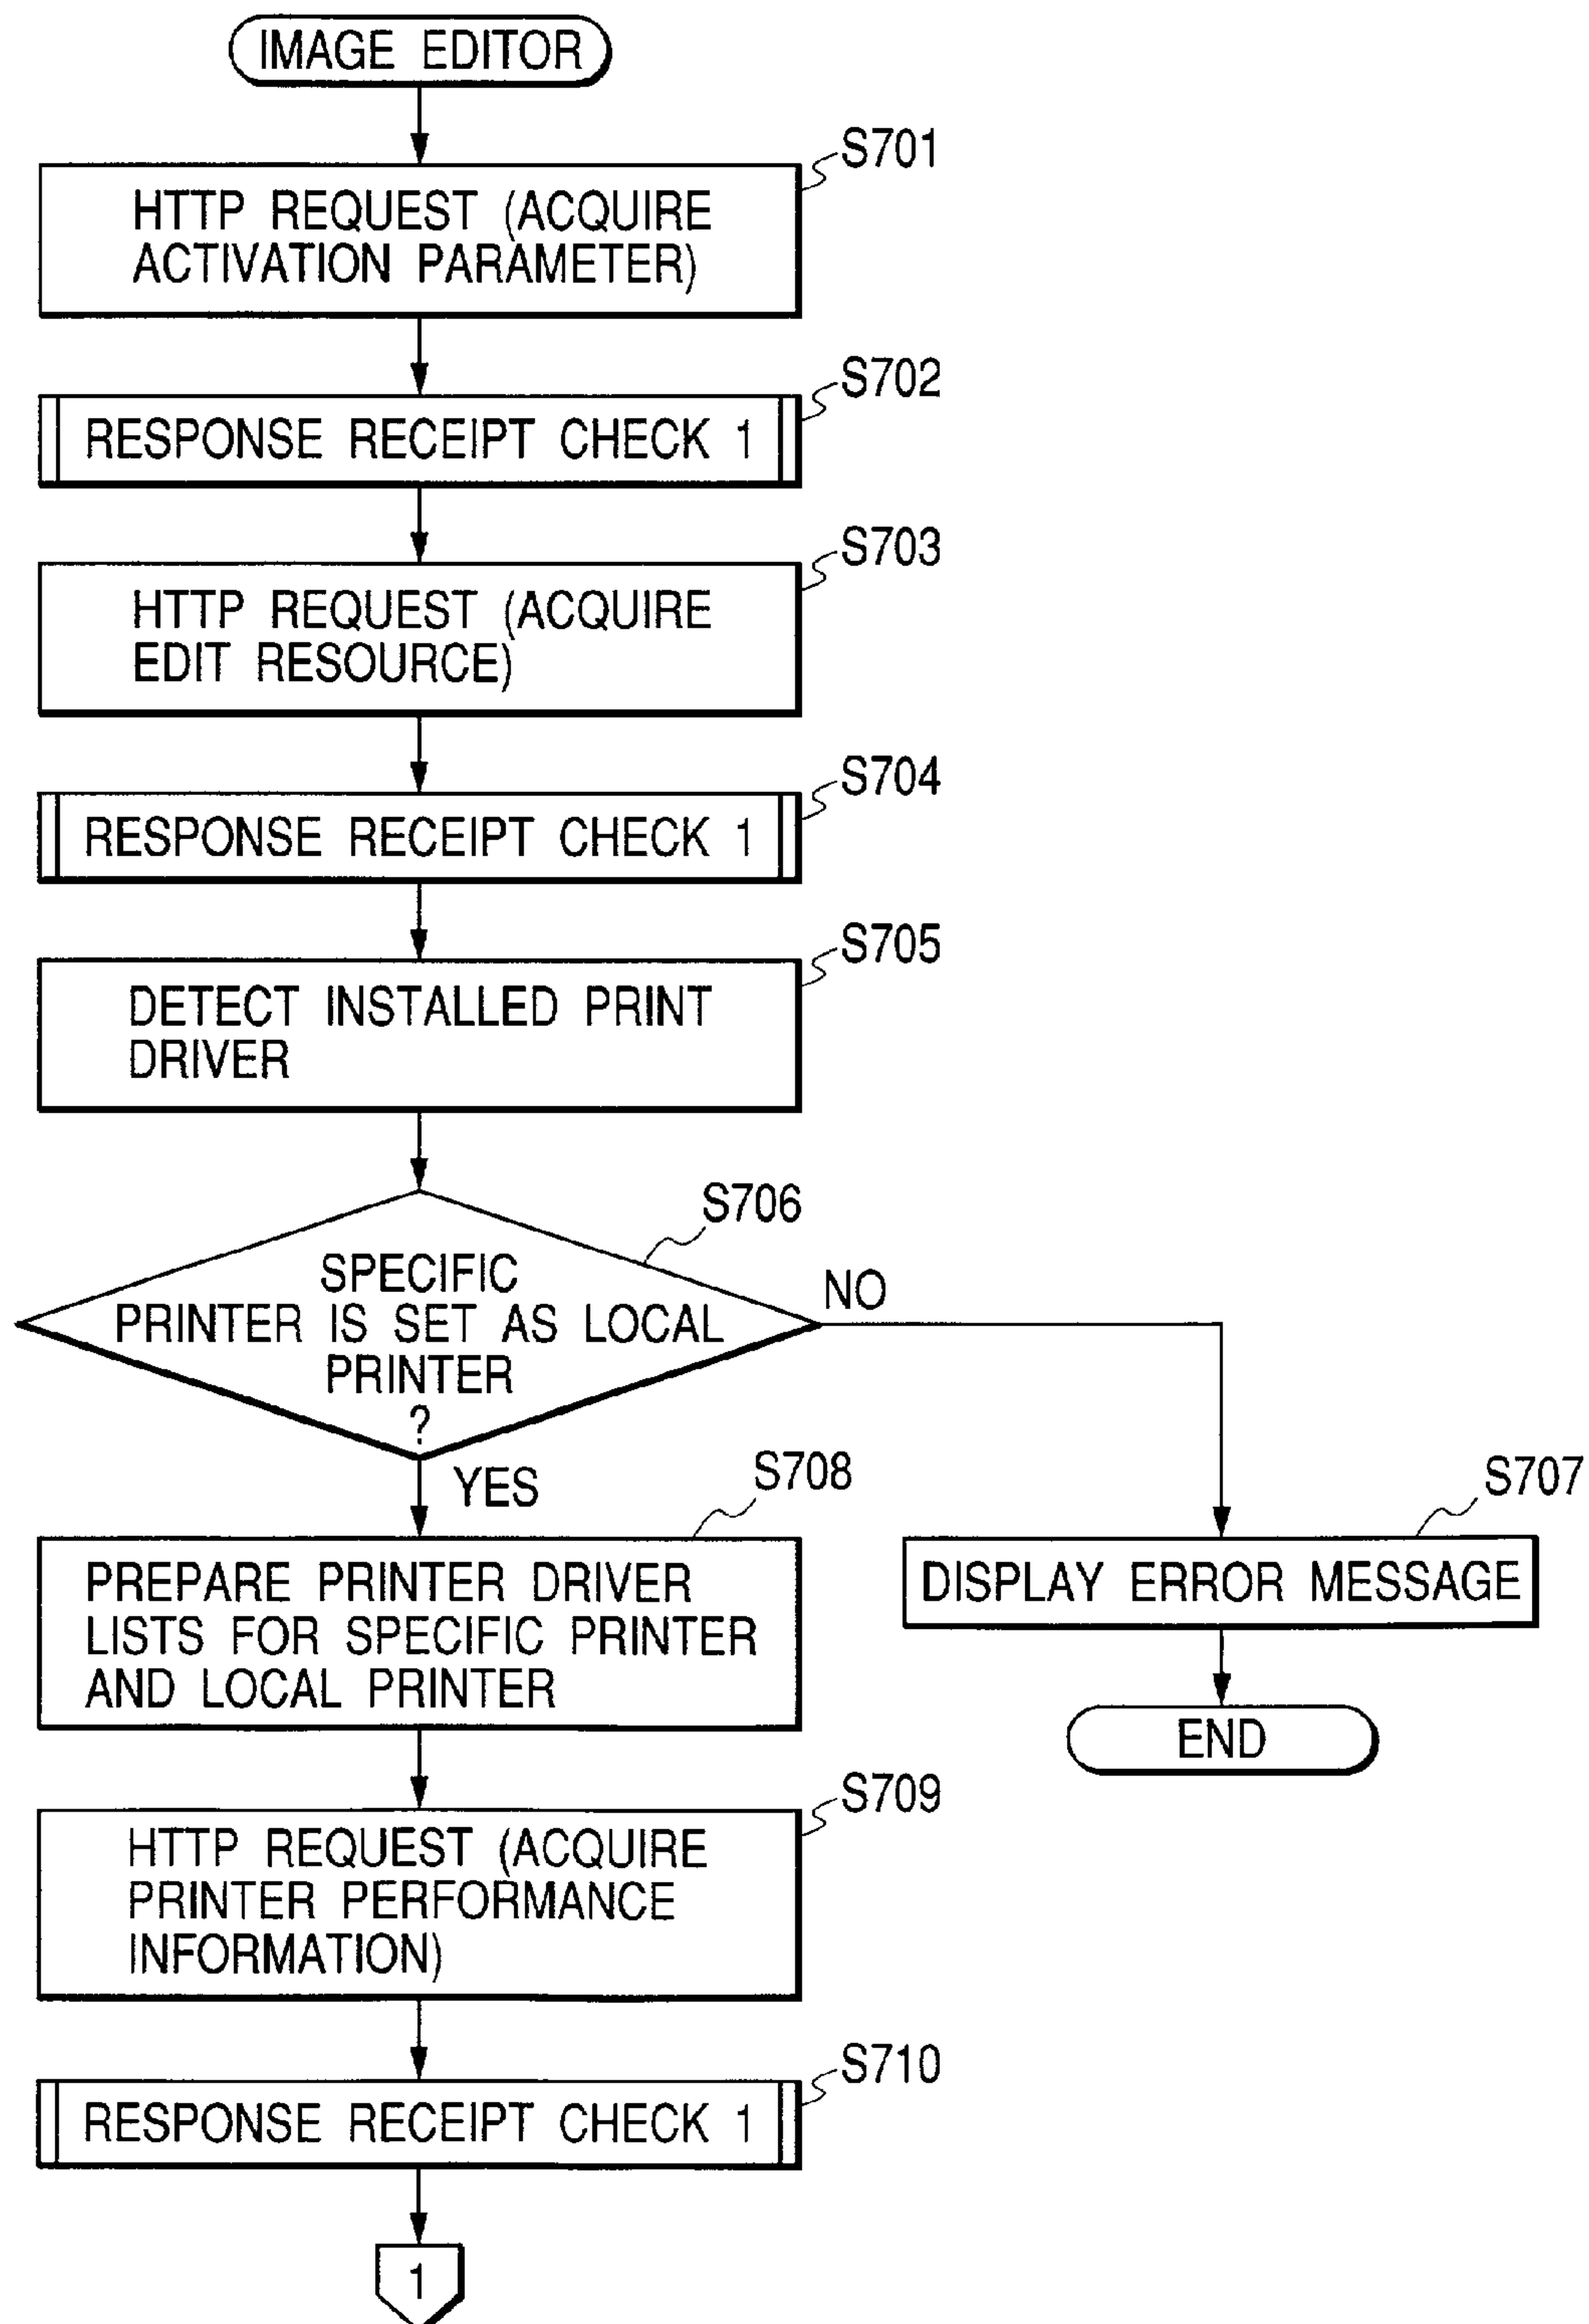 IMAGE EDITOR
S701
HTTP REQUEST (ACQUIRE
ACTIVATION PARAMETER)
S702
RESPONSE RECEIPT CHECK 1
S703
HTTP REQUEST (ACQUIRE
EDIT RESOURCE)
S704
RESPONSE RECEIPT CHECK 1
S705
DETECT INSTALLED PRINT
DRIVER
S706
SPECIFIC
PRINTER IS SET AS LOCAL
PRINTER
?
NO
YES
S708
PREPARE PRINTER DRIVER
LISTS FOR SPECIFIC PRINTER
AND LOCAL PRINTER
S707
DISPLAY ERROR MESSAGE
END
S709
HTTP REQUEST (ACQUIRE
PRINTER PERFORMANCE
INFORMATION)
S710
RESPONSE RECEIPT CHECK 1
1